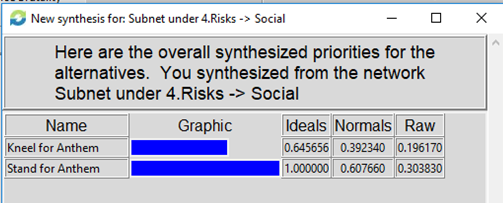 New synthesis for: Subnet under 4.Risks -> Social
Here are the overall synthesized priorities for the
alternatives. You synthesized from the network
Subnet under 4.Risks -> Social
Name Graphic Ideals Normals Raw
Kneel for Anthem 0.645656 0.392340 0.196170
Stand for Anthem 1.000000 0.607660 0.303830